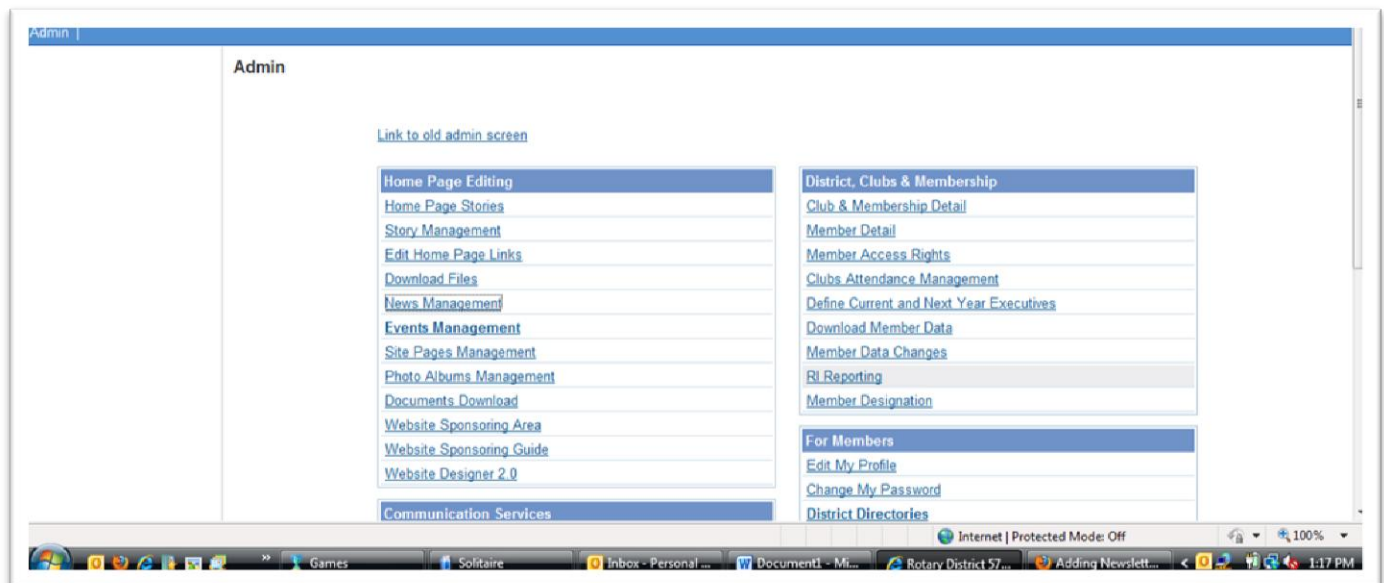 Admin |
Admin
Link to old admin screen
Home Page Editing
Home Page Stories
Story Management
Edit Home Page Links
Download Files
News Management
Events Management
Site Pages Management
Photo Albums Management
Documents Download
Website Sponsoring Area
Website Sponsoring Guide
Website Designer 2.0
Communication Services
District, Clubs & Membership
Club & Membership Detail
Member Detail
Member Access Rights
Clubs Attendance Management
Define Current and Next Year Executives
Download Member Data
Member Data Changes
RI Reporting
Member Designation
For Members
Edit My Profile
Change My Password
District Directories
Internet | Protected Mode: Off
100%
» Games Solitaire Inbox - Personal ... Document1 - Mi... Rotary District 57... Adding Newslett... < 1:17 PM